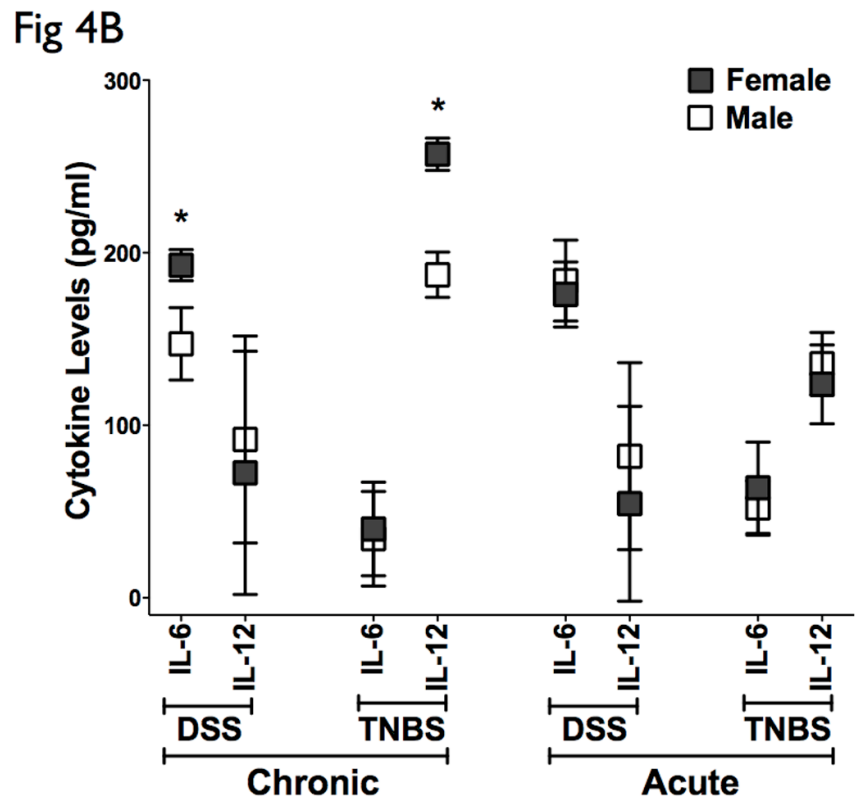 Fig 4B
300
200
100
0
Cytokine Levels (pg/ml)
Female
Male
*
*
IL-6
IL-12
IL-6
IL-12
IL-6
IL-12
IL-6
IL-12
DSS
TNBS
DSS
TNBS
Chronic
Acute